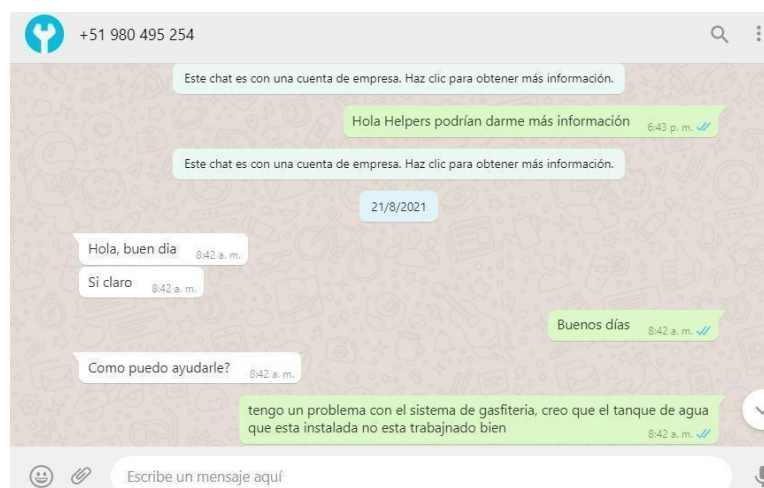 +51 980 495 254
Este chat es con una cuenta de empresa. Haz clic para obtener más información.
Hola Helpers podrían darme más información 6:43 p. m.
Este chat es con una cuenta de empresa. Haz clic para obtener más información.
21/8/2021
Hola, buen dia 8:42 a. m.
Si claro 8:42 a. m.
Buenos días 8:42 a. m.
Como puedo ayudarle? 8:42 a. m.
tengo un problema con el sistema de gasfiteria, creo que el tanque de agua
que esta instalada no esta trabajnado bien 8:42 a. m.
Escribe un mensaje aquí